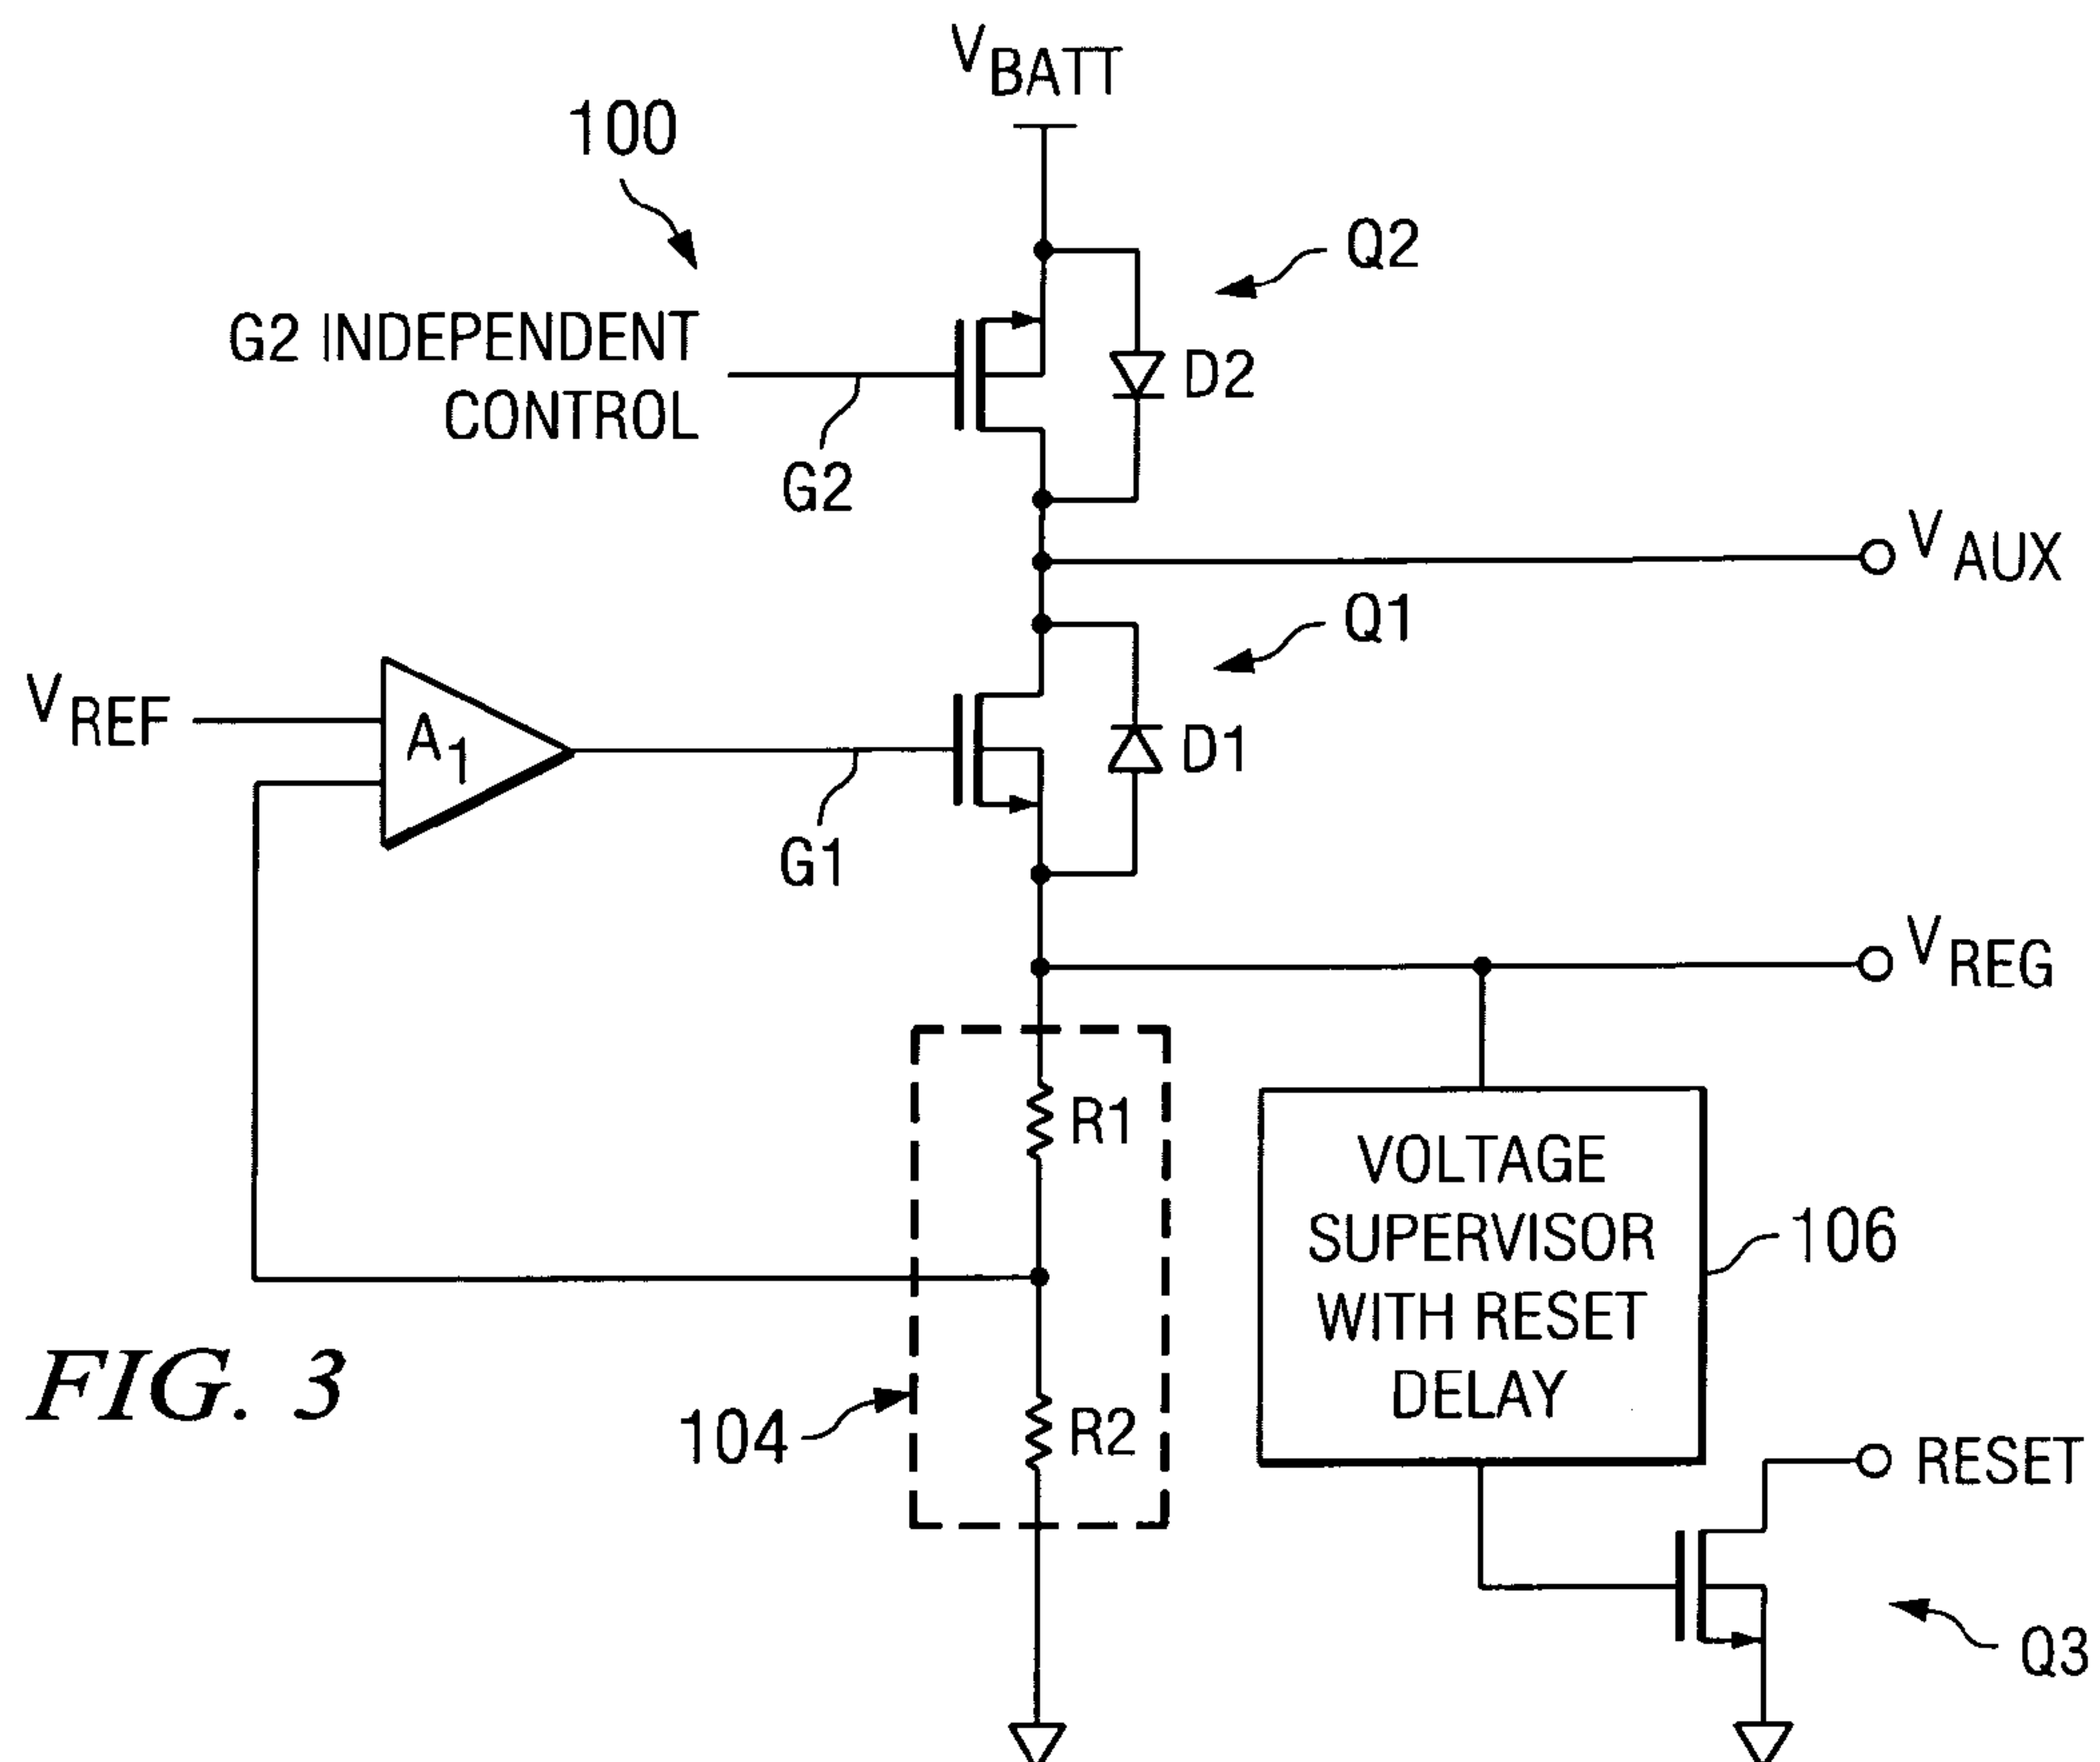 VBATT
100
Q2
G2 INDEPENDENT
CONTROL
D2
G2
VAUX
Q1
VREF
A1
D1
G1
VREG
R1
VOLTAGE
SUPERVISOR
WITH RESET
DELAY
106
FIG. 3
104
R2
RESET
Q3